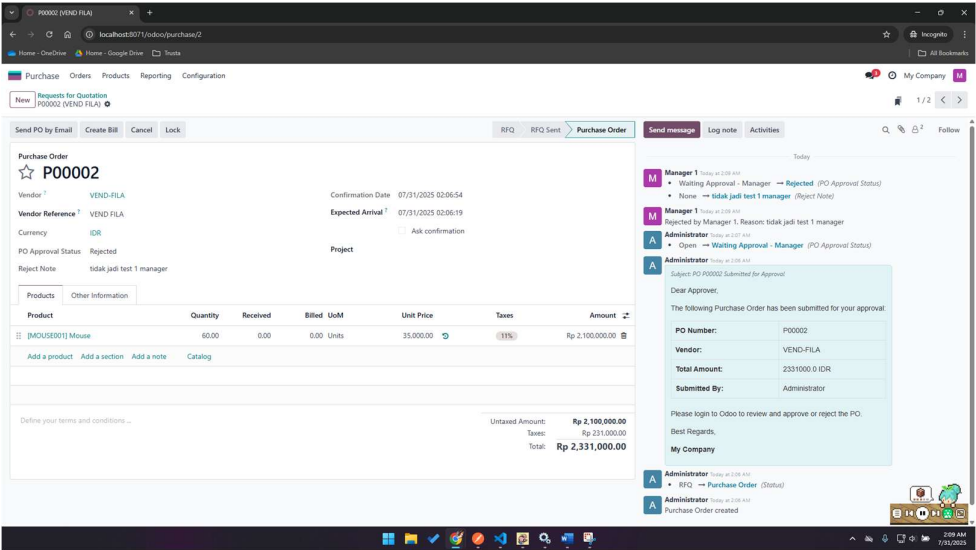 P00002 (VEND FILA)
localhost:8071/odoo/purchase/2
Incognito
Home - OneDrive Home - Google Drive Trusta
All Bookmarks
Purchase Orders Products Reporting Configuration
My Company M
New Requests for Quotation
P00002 (VEND FILA)
1 / 2
Send PO by Email Create Bill Cancel Lock
RFQ RFQ Sent Purchase Order
Send message Log note Activities
2 Follow
Purchase Order
P00002
Vendor ? VEND-FILA
Vendor Reference ? VEND FILA
Currency IDR
PO Approval Status Rejected
Reject Note tidak jadi test 1 manager
Confirmation Date 07/31/2025 02:06:54
Expected Arrival ? 07/31/2025 02:06:19
Ask confirmation
Project
Products Other Information
Product Quantity Received Billed UoM Unit Price Taxes Amount
[MOUSE001] Mouse 60.00 0.00 0.00 Units 35,000.00 11% Rp 2,100,000.00
Add a product Add a section Add a note Catalog
Define your terms and conditions ...
Untaxed Amount: Rp 2,100,000.00
Taxes: Rp 231,000.00
Total: Rp 2,331,000.00
Today
M
Manager 1 Today at 2:09 AM
• Waiting Approval - Manager → Rejected (PO Approval Status)
• None → tidak jadi test 1 manager (Reject Note)
M
Manager 1 Today at 2:09 AM
Rejected by Manager 1. Reason: tidak jadi test 1 manager
A
Administrator Today at 2:07 AM
• Open → Waiting Approval - Manager (PO Approval Status)
A
Administrator Today at 2:06 AM
Subject: PO P00002 Submitted for Approval
Dear Approver,
The following Purchase Order has been submitted for your approval:
PO Number: P00002
Vendor: VEND-FILA
Total Amount: 2331000.0 IDR
Submitted By: Administrator
Please login to Odoo to review and approve or reject the PO.
Best Regards,
My Company
A
Administrator Today at 2:06 AM
• RFQ → Purchase Order (Status)
A
Administrator Today at 2:06 AM
Purchase Order created
2:09 AM
7/31/2025